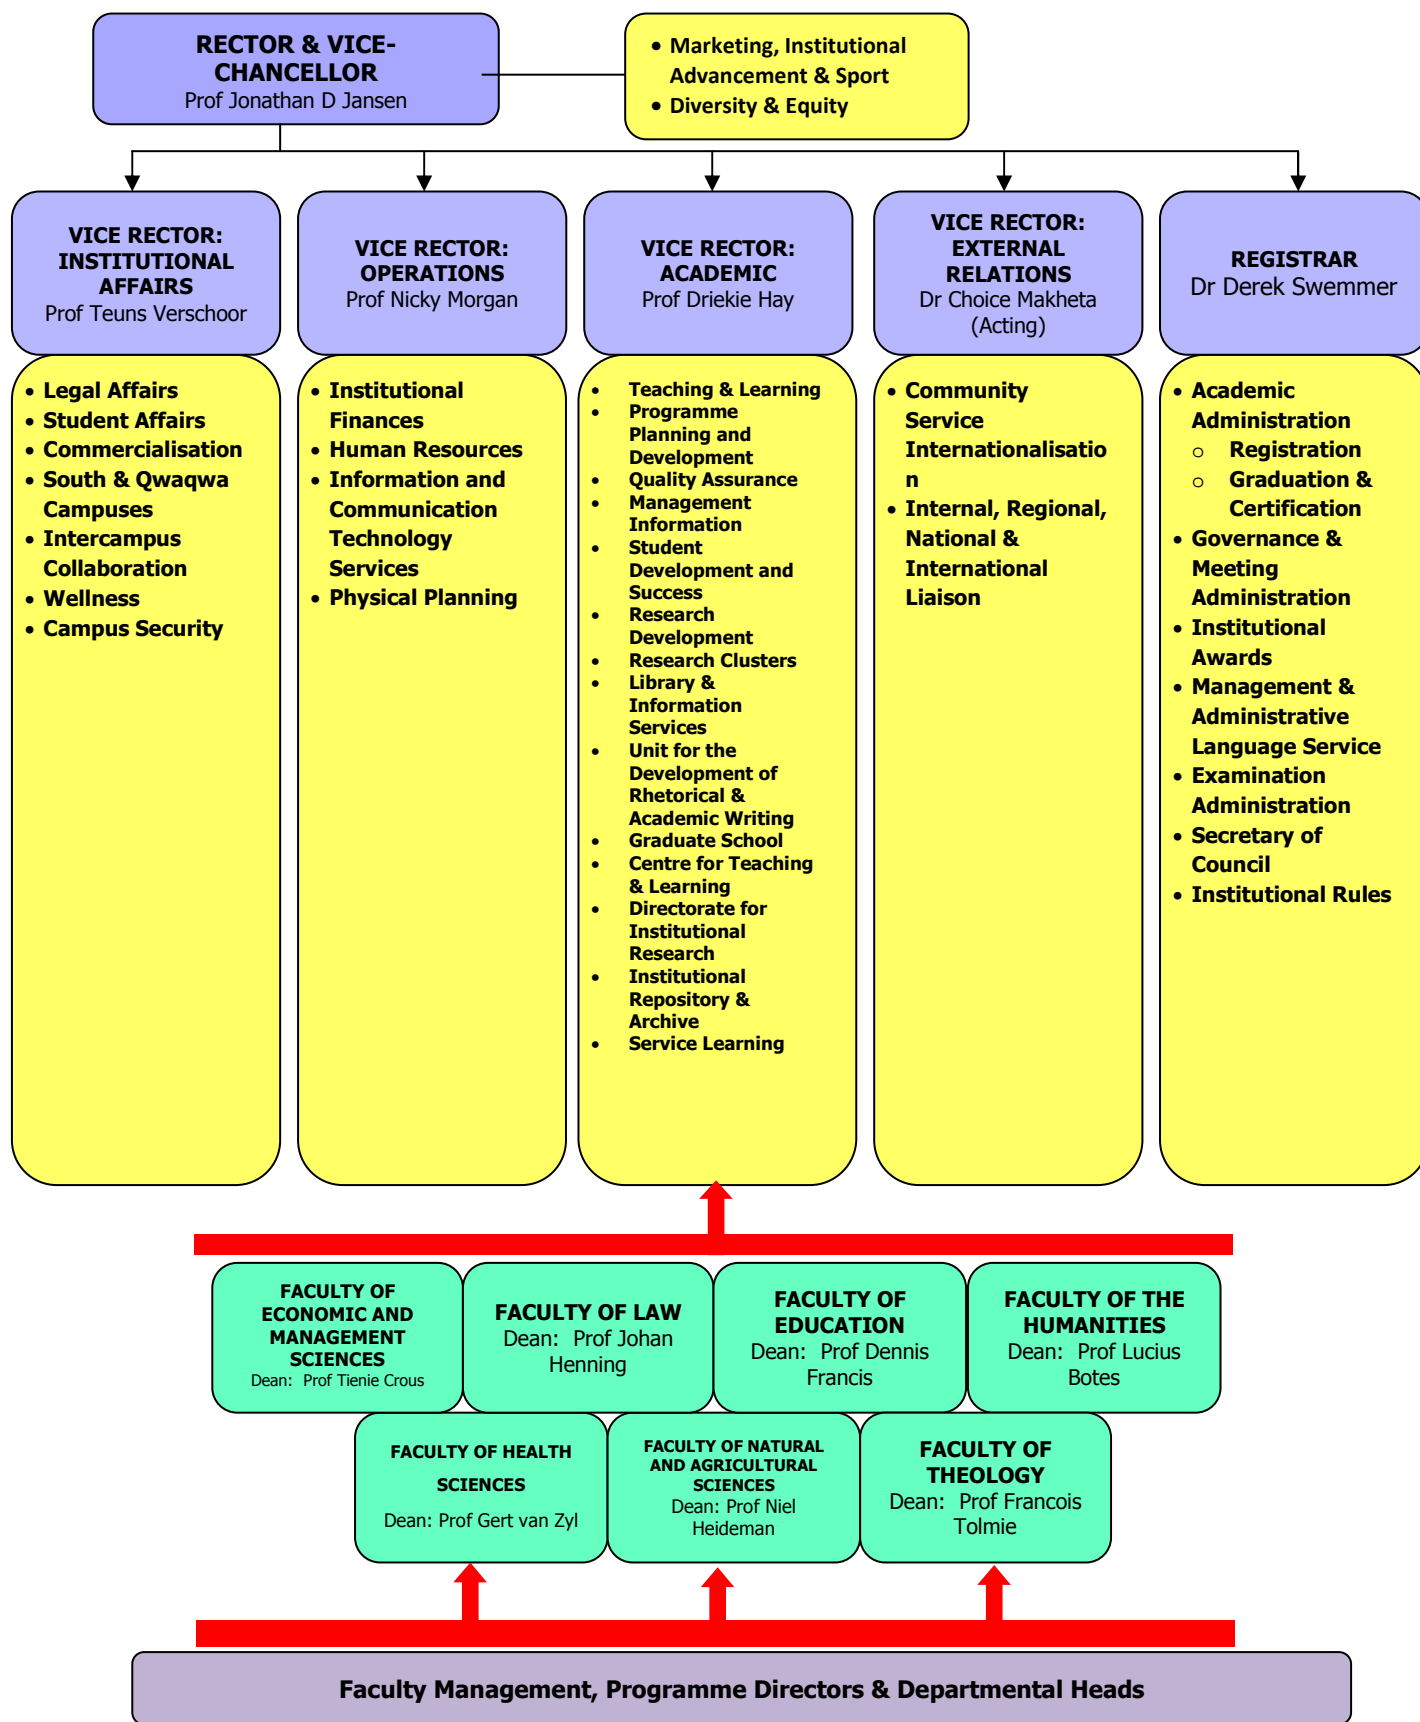 RECTOR & VICE-
CHANCELLOR
Prof Jonathan D Jansen
• Marketing, Institutional
Advancement & Sport
• Diversity & Equity
VICE RECTOR:
INSTITUTIONAL
AFFAIRS
Prof Teuns Verschoor
VICE RECTOR:
OPERATIONS
Prof Nicky Morgan
VICE RECTOR:
ACADEMIC
Prof Driekie Hay
VICE RECTOR:
EXTERNAL
RELATIONS
Dr Choice Makheta
(Acting)
REGISTRAR
Dr Derek Swemmer
• Legal Affairs
• Student Affairs
• Commercialisation
• South & Qwaqwa
Campuses
• Intercampus
Collaboration
• Wellness
• Campus Security
• Institutional
Finances
• Human Resources
• Information and
Communication
Technology
Services
• Physical Planning
• Teaching & Learning
• Programme
Planning and
Development
• Quality Assurance
• Management
Information
• Student
Development and
Success
• Research
Development
• Research Clusters
• Library &
Information
Services
• Unit for the
Development of
Rhetorical &
Academic Writing
• Graduate School
• Centre for Teaching
& Learning
• Directorate for
Institutional
Research
• Institutional
Repository &
Archive
• Service Learning
• Community
Service
Internationalisatio
n
• Internal, Regional,
National &
International
Liaison
• Academic
Administration
o Registration
o Graduation &
Certification
• Governance &
Meeting
Administration
• Institutional
Awards
• Management &
Administrative
Language Service
• Examination
Administration
• Secretary of
Council
• Institutional Rules
FACULTY OF
ECONOMIC AND
MANAGEMENT
SCIENCES
Dean: Prof Tienie Crous
FACULTY OF LAW
Dean: Prof Johan
Henning
FACULTY OF
EDUCATION
Dean: Prof Dennis
Francis
FACULTY OF THE
HUMANITIES
Dean: Prof Lucius
Botes
FACULTY OF HEALTH
SCIENCES
Dean: Prof Gert van Zyl
FACULTY OF NATURAL
AND AGRICULTURAL
SCIENCES
Dean: Prof Niel
Heideman
FACULTY OF
THEOLOGY
Dean: Prof Francois
Tolmie
Faculty Management, Programme Directors & Departmental Heads